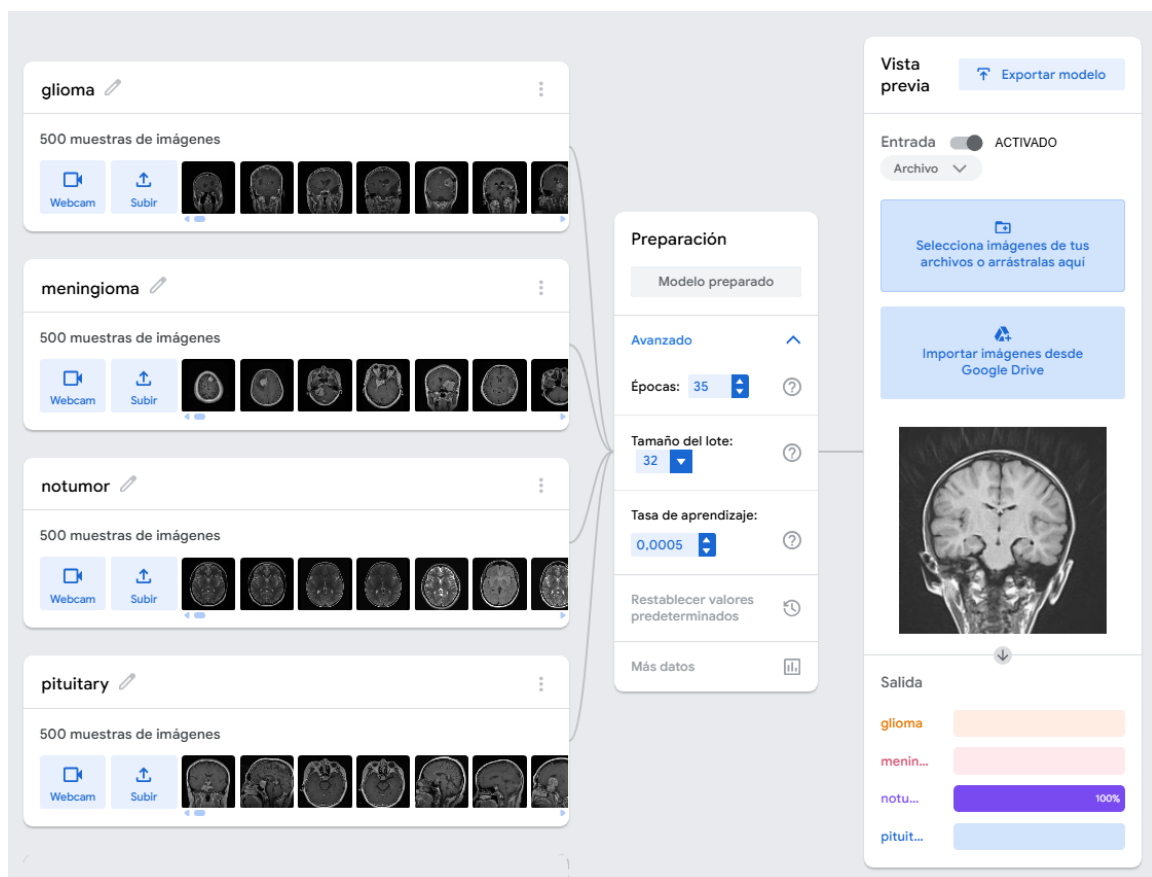 glioma
500 muestras de imágenes
Webcam
Subir
meningioma
500 muestras de imágenes
Webcam
Subir
notumor
500 muestras de imágenes
Webcam
Subir
pituitary
500 muestras de imágenes
Webcam
Subir
Preparación
Modelo preparado
Avanzado
Épocas: 35
Tamaño del lote:
32
Tasa de aprendizaje:
0,0005
Restablecer valores
predeterminados
Más datos
Vista
previa
Exportar modelo
Entrada ACTIVADO
Archivo
Selecciona imágenes de tus
archivos o arrástralas aquí
Importar imágenes desde
Google Drive
Salida
glioma
menin...
notu... 100%
pituit...